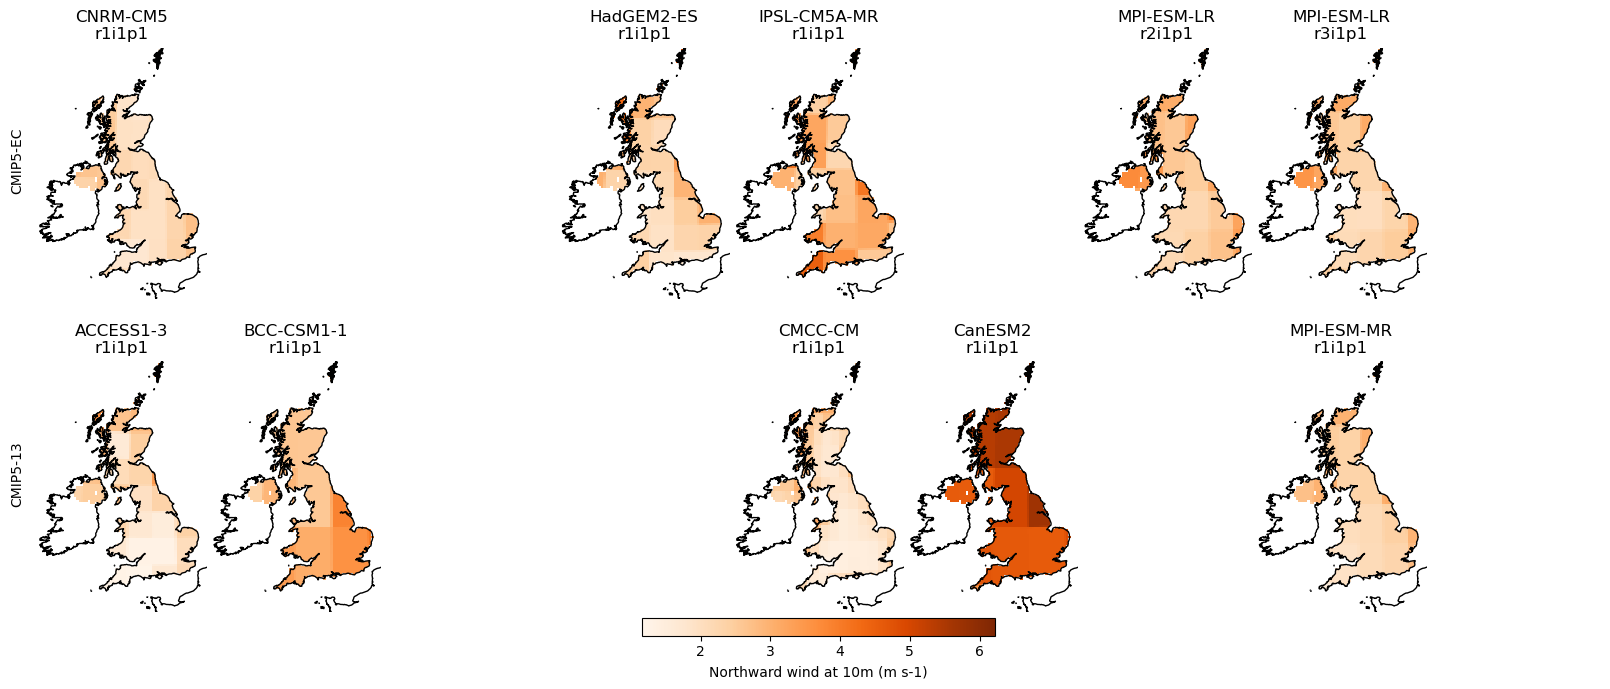 CNRM-CM5
r1i1p1
HadGEM2-ES
r1i1p1
IPSL-CM5A-MR
r1i1p1
MPI-ESM-LR
r2i1p1
MPI-ESM-LR
r3i1p1
CMIP5-EC
ACCESS1-3
r1i1p1
BCC-CSM1-1
r1i1p1
CMCC-CM
r1i1p1
CanESM2
r1i1p1
MPI-ESM-MR
r1i1p1
CMIP5-13
2 3 4 5 6
Northward wind at 10m (m s-1)